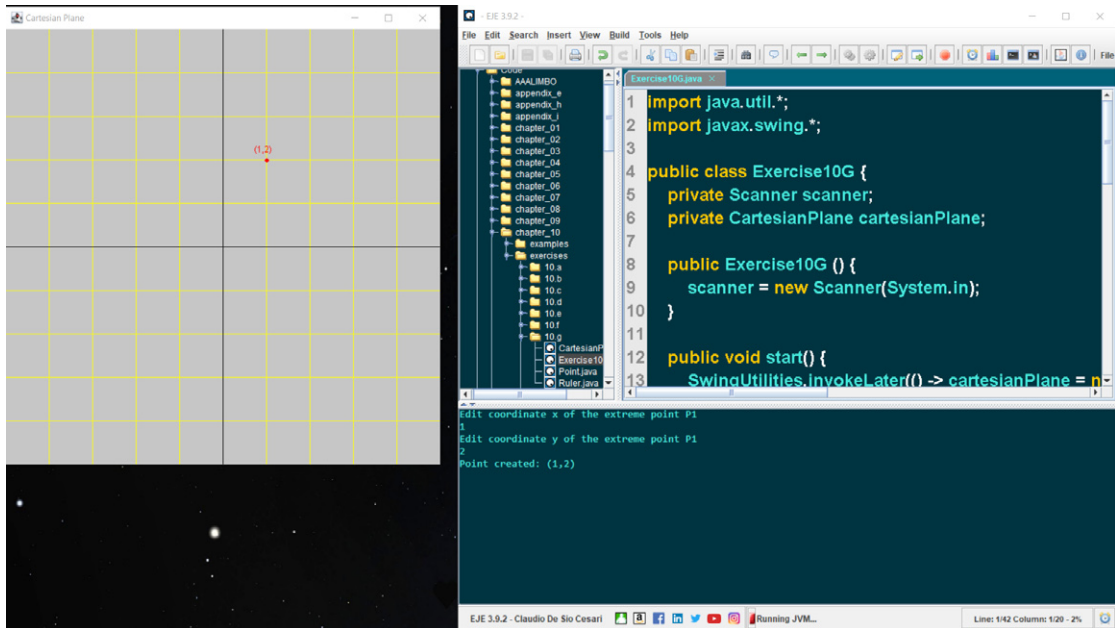 Cartesian Plane
(1,2)
- EJE 3.9.2 -
File Edit Search Insert View Build Tools Help
File
Code
AAALIMBO
appendix_e
appendix_h
appendix_i
chapter_01
chapter_02
chapter_03
chapter_04
chapter_05
chapter_06
chapter_07
chapter_08
chapter_09
chapter_10
examples
exercises
10.a
10.b
10.c
10.d
10.e
10.f
10.g
CartesianP
Exercise10
Point.java
Ruler.java
Exercise10G.java
1 import java.util.*;
2 import javax.swing.*;
3
4 public class Exercise10G {
5 private Scanner scanner;
6 private CartesianPlane cartesianPlane;
7
8 public Exercise10G () {
9 scanner = new Scanner(System.in);
10 }
11
12 public void start() {
13 SwingUtilities.invokeLater(() -> cartesianPlane = n
Edit coordinate x of the extreme point P1
1
Edit coordinate y of the extreme point P1
2
Point created: (1,2)
EJE 3.9.2 - Claudio De Sio Cesari
Running JVM...
Line: 1/42 Column: 1/20 - 2%